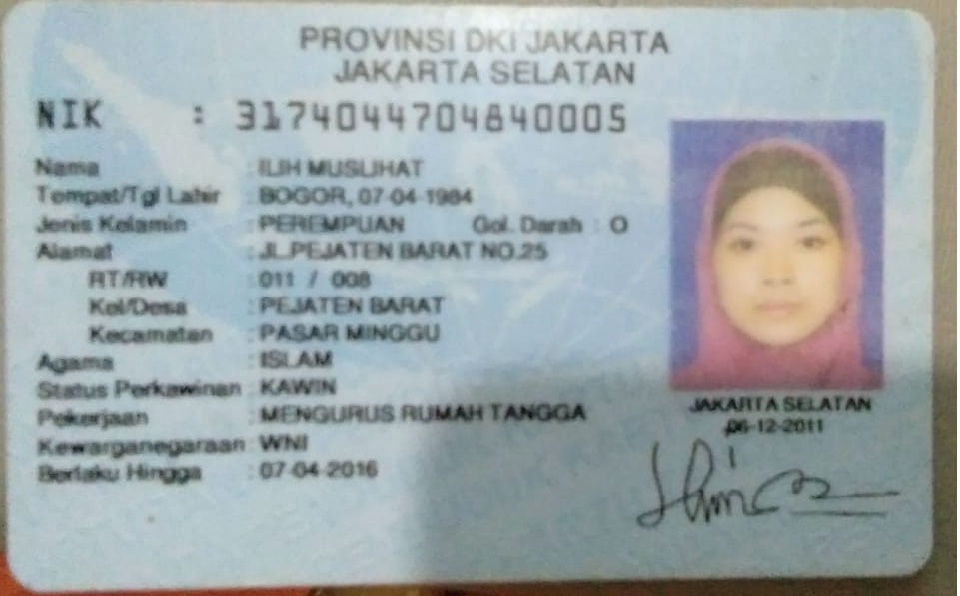 PROVINSI DKI JAKARTA
JAKARTA SELATAN
NIK : 3174044704840005
Nama : ILIH MUSLIHAT
Tempat/Tgl Lahir : BOGOR, 07-04-1984
Jenis Kelamin : PEREMPUAN Gol. Darah : O
Alamat : JL.PEJATEN BARAT NO.25
RT/RW : 011 / 008
Kel/Desa : PEJATEN BARAT
Kecamatan : PASAR MINGGU
Agama : ISLAM
Status Perkawinan : KAWIN
Pekerjaan : MENGURUS RUMAH TANGGA
Kewarganegaraan : WNI
Berlaku Hingga : 07-04-2016
JAKARTA SELATAN
06-12-2011